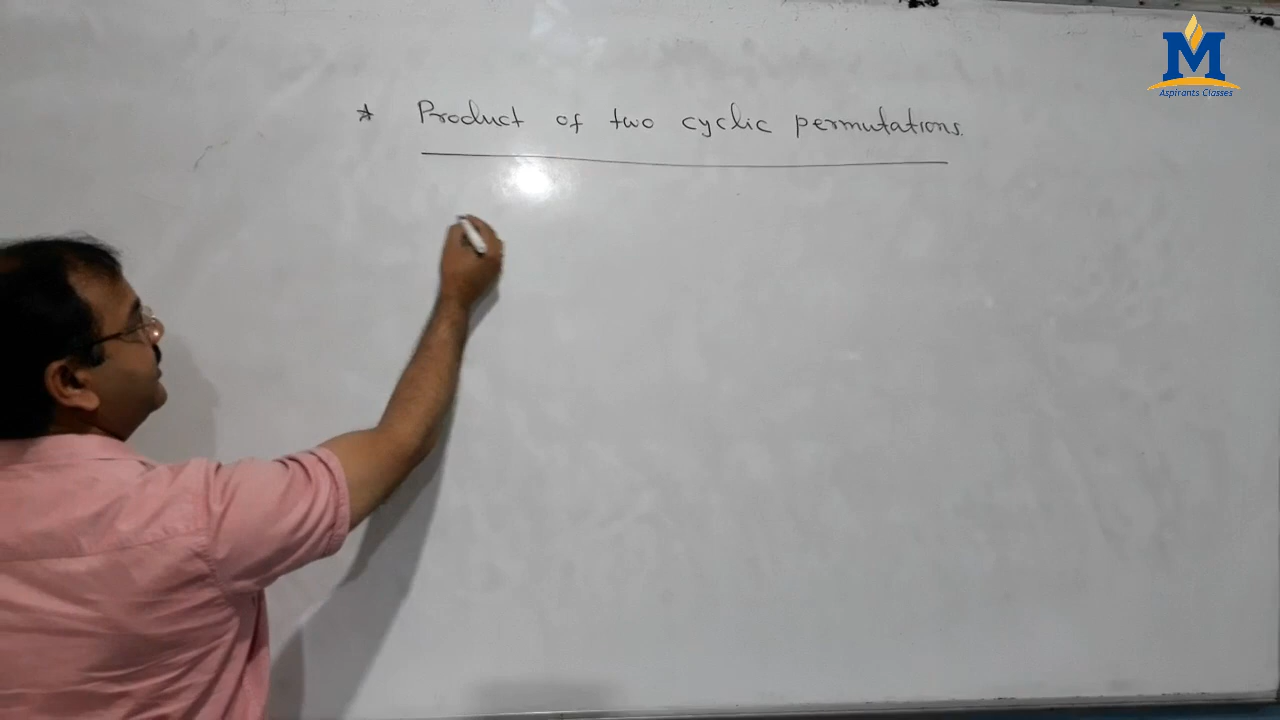 * Product of two cyclic permutations.
M
Aspirants Classes